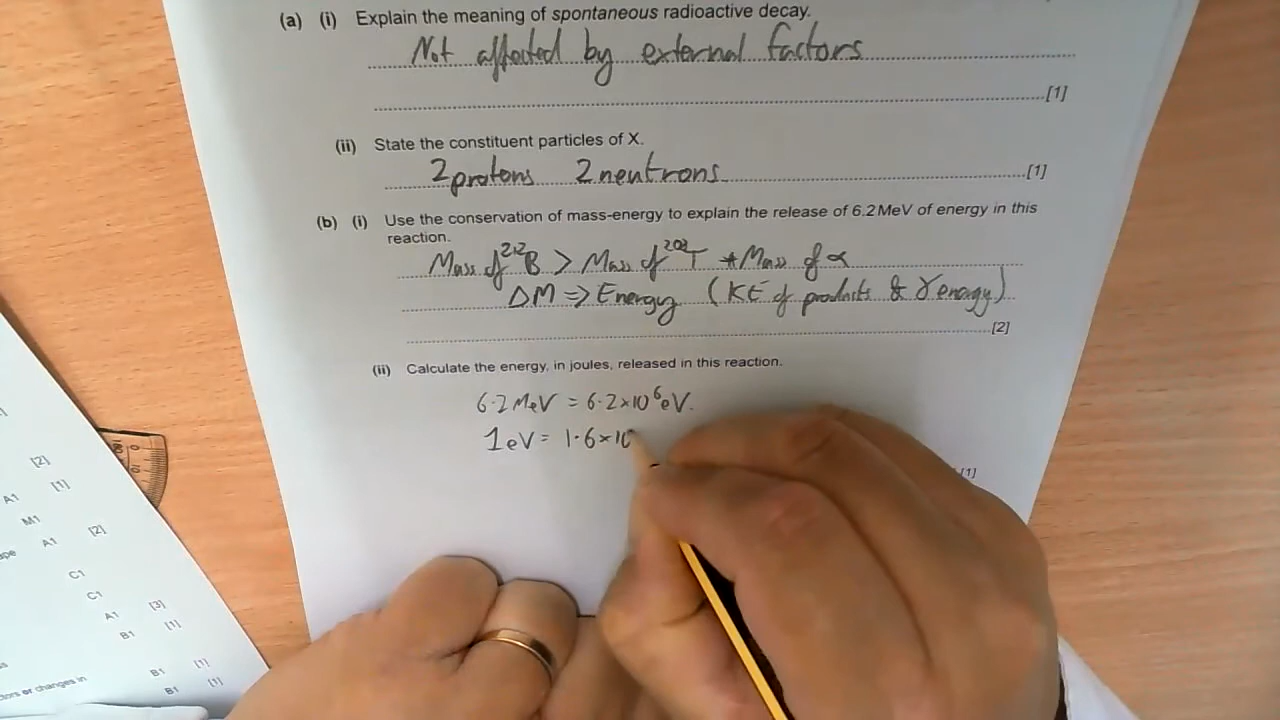 (a) (i) Explain the meaning of spontaneous radioactive decay.
Not affected by external factors
[1]
(ii) State the constituent particles of X.
2 protons 2 neutrons [1]
(b) (i) Use the conservation of mass-energy to explain the release of 6.2 MeV of energy in this
reaction.
Mass of ²¹²B > Mass of ²⁰⁸T + Mass of α
ΔM ⇒ Energy (KE of products & γ energy)
[2]
(ii) Calculate the energy, in joules, released in this reaction.
6.2 MeV = 6.2×10⁶ eV.
1 eV = 1.6×10
[1]
[2]
A1 [1]
M1
A1 [2]
C1
C1
A1 [3]
B1 [1]
B1 [1]
or changes in
B1 [1]